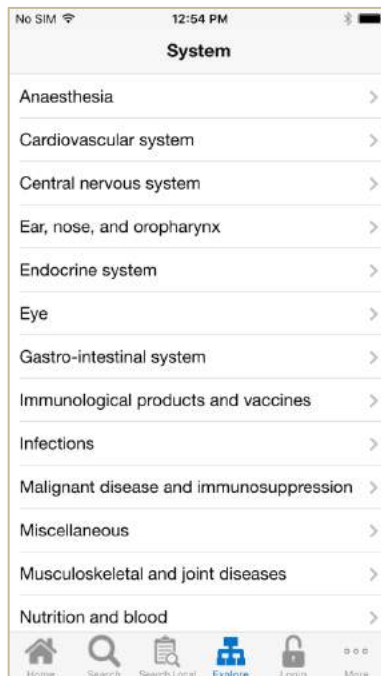 No SIM 12:54 PM
System
Anaesthesia
Cardiovascular system
Central nervous system
Ear, nose, and oropharynx
Endocrine system
Eye
Gastro-intestinal system
Immunological products and vaccines
Infections
Malignant disease and immunosuppression
Miscellaneous
Musculoskeletal and joint diseases
Nutrition and blood
Home Search Search Local Explore Login More